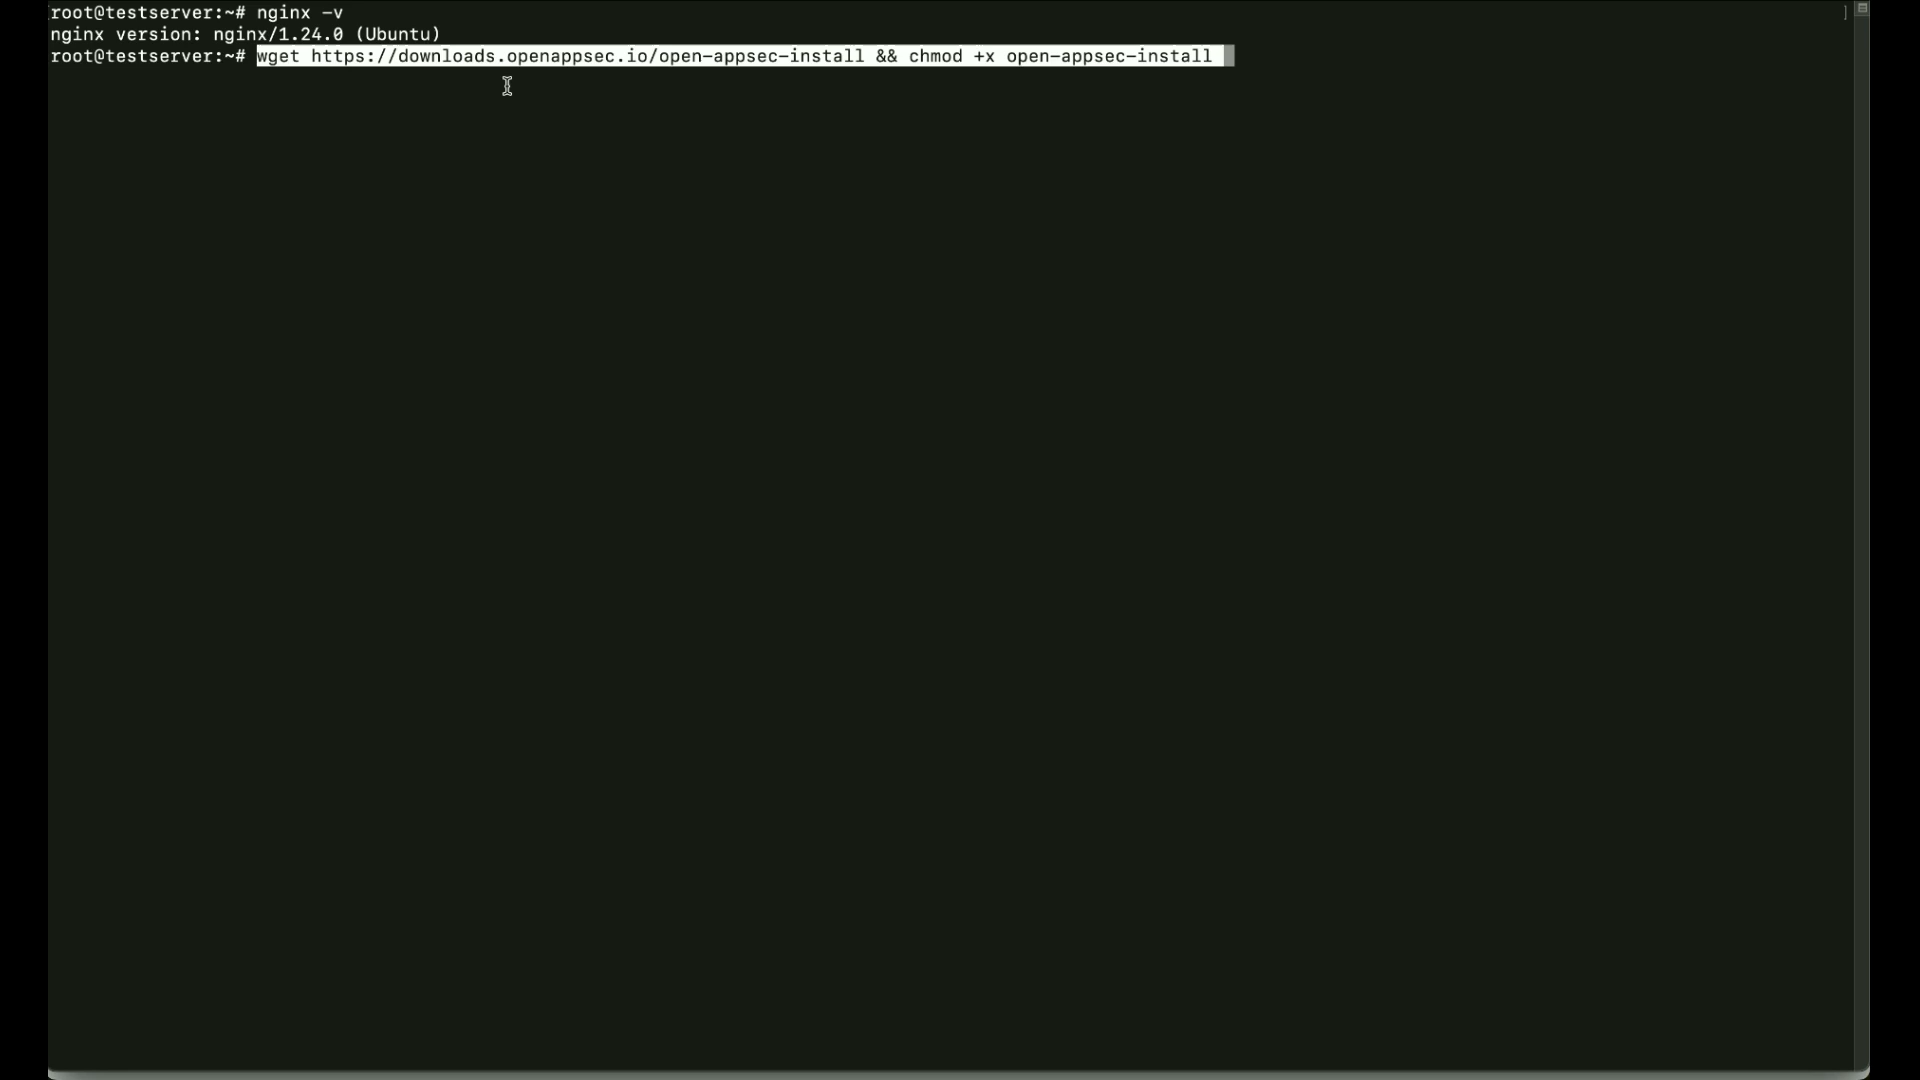 root@testserver:~# nginx -v
nginx version: nginx/1.24.0 (Ubuntu)
root@testserver:~# wget https://downloads.openappsec.io/open-appsec-install && chmod +x open-appsec-install